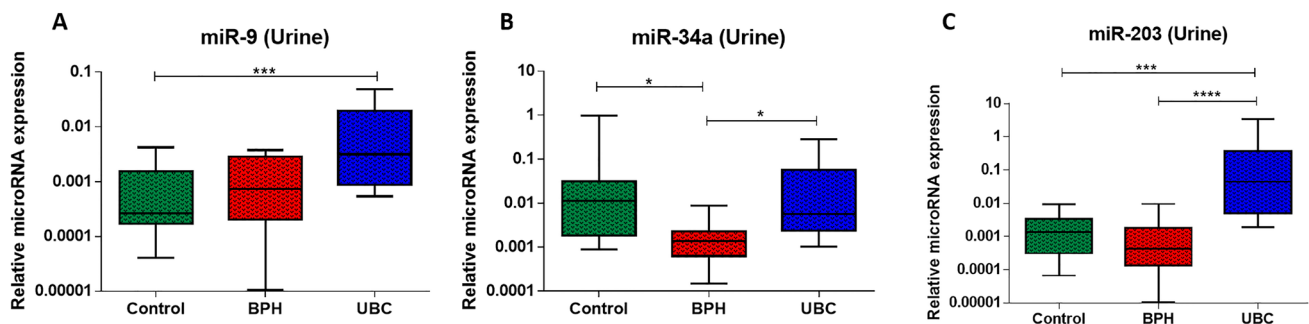 A
miR-9 (Urine)
Relative microRNA expression
0.1
0.01
0.001
0.0001
0.00001
***
Control
BPH
UBC
B
miR-34a (Urine)
Relative microRNA expression
10
1
0.1
0.01
0.001
0.0001
*
*
Control
BPH
UBC
C
miR-203 (Urine)
Relative microRNA expression
10
1
0.1
0.01
0.001
0.0001
0.00001
***
****
Control
BPH
UBC